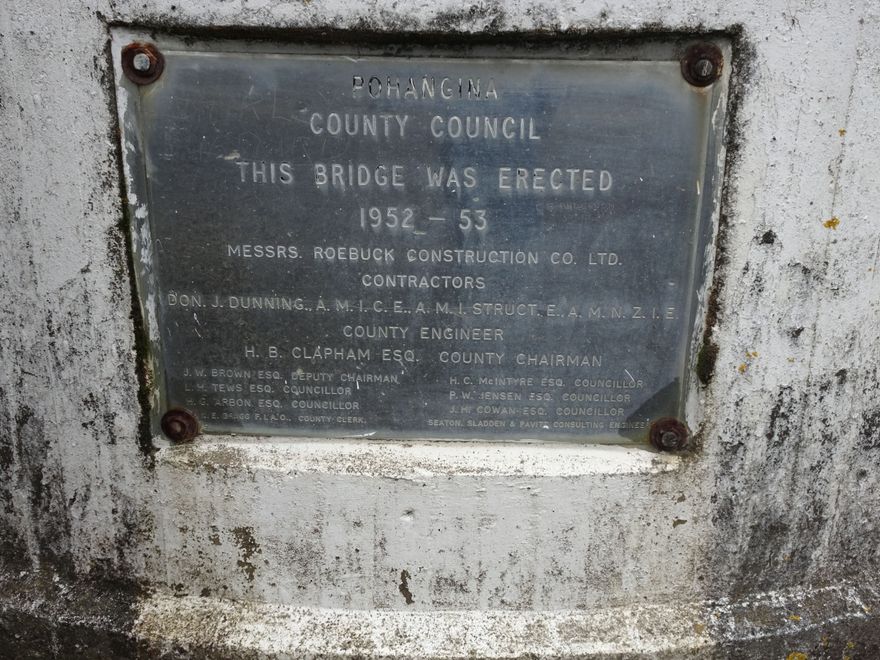 POHANGINA
COUNTY COUNCIL
THIS BRIDGE WAS ERECTED
1952 - 53
MESSRS. ROEBUCK CONSTRUCTION CO. LTD.
CONTRACTORS
DON. J. DUNNING., A. M. I. C. E., A. M. I. STRUCT., E., A. M. N. Z. I. E.
COUNTY ENGINEER
H. B. CLAPHAM ESQ. COUNTY CHAIRMAN
J. W. BROWN ESQ. DEPUTY CHAIRMAN
L. H. TEWS ESQ. COUNCILLOR
H. G. ARBON ESQ. COUNCILLOR
E. F.I.A.O., COUNTY CLERK.
H. C. McINTYRE ESQ. COUNCILLOR
P. W. JENSEN ESQ. COUNCILLOR
J. H. COWAN ESQ. COUNCILLOR
SEATON, SLADDEN & PAVITT CONSULTING ENGINEE